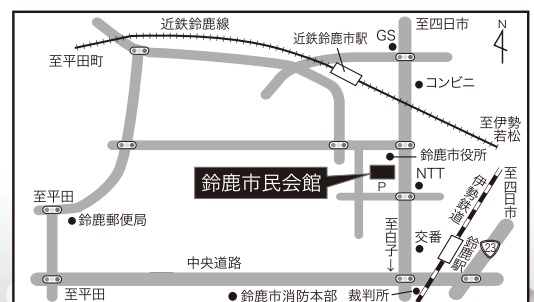 近鉄鈴鹿線
至四日市
N
GS
近鉄鈴鹿市駅
至平田町
コンビニ
至伊勢
若松
鈴鹿市役所
鈴鹿市民会館
P
NTT
伊勢鉄道
至四日市
至平田
鈴鹿郵便局
至白子→
交番
鈴鹿駅
23
中央道路
至平田
鈴鹿市消防本部
裁判所